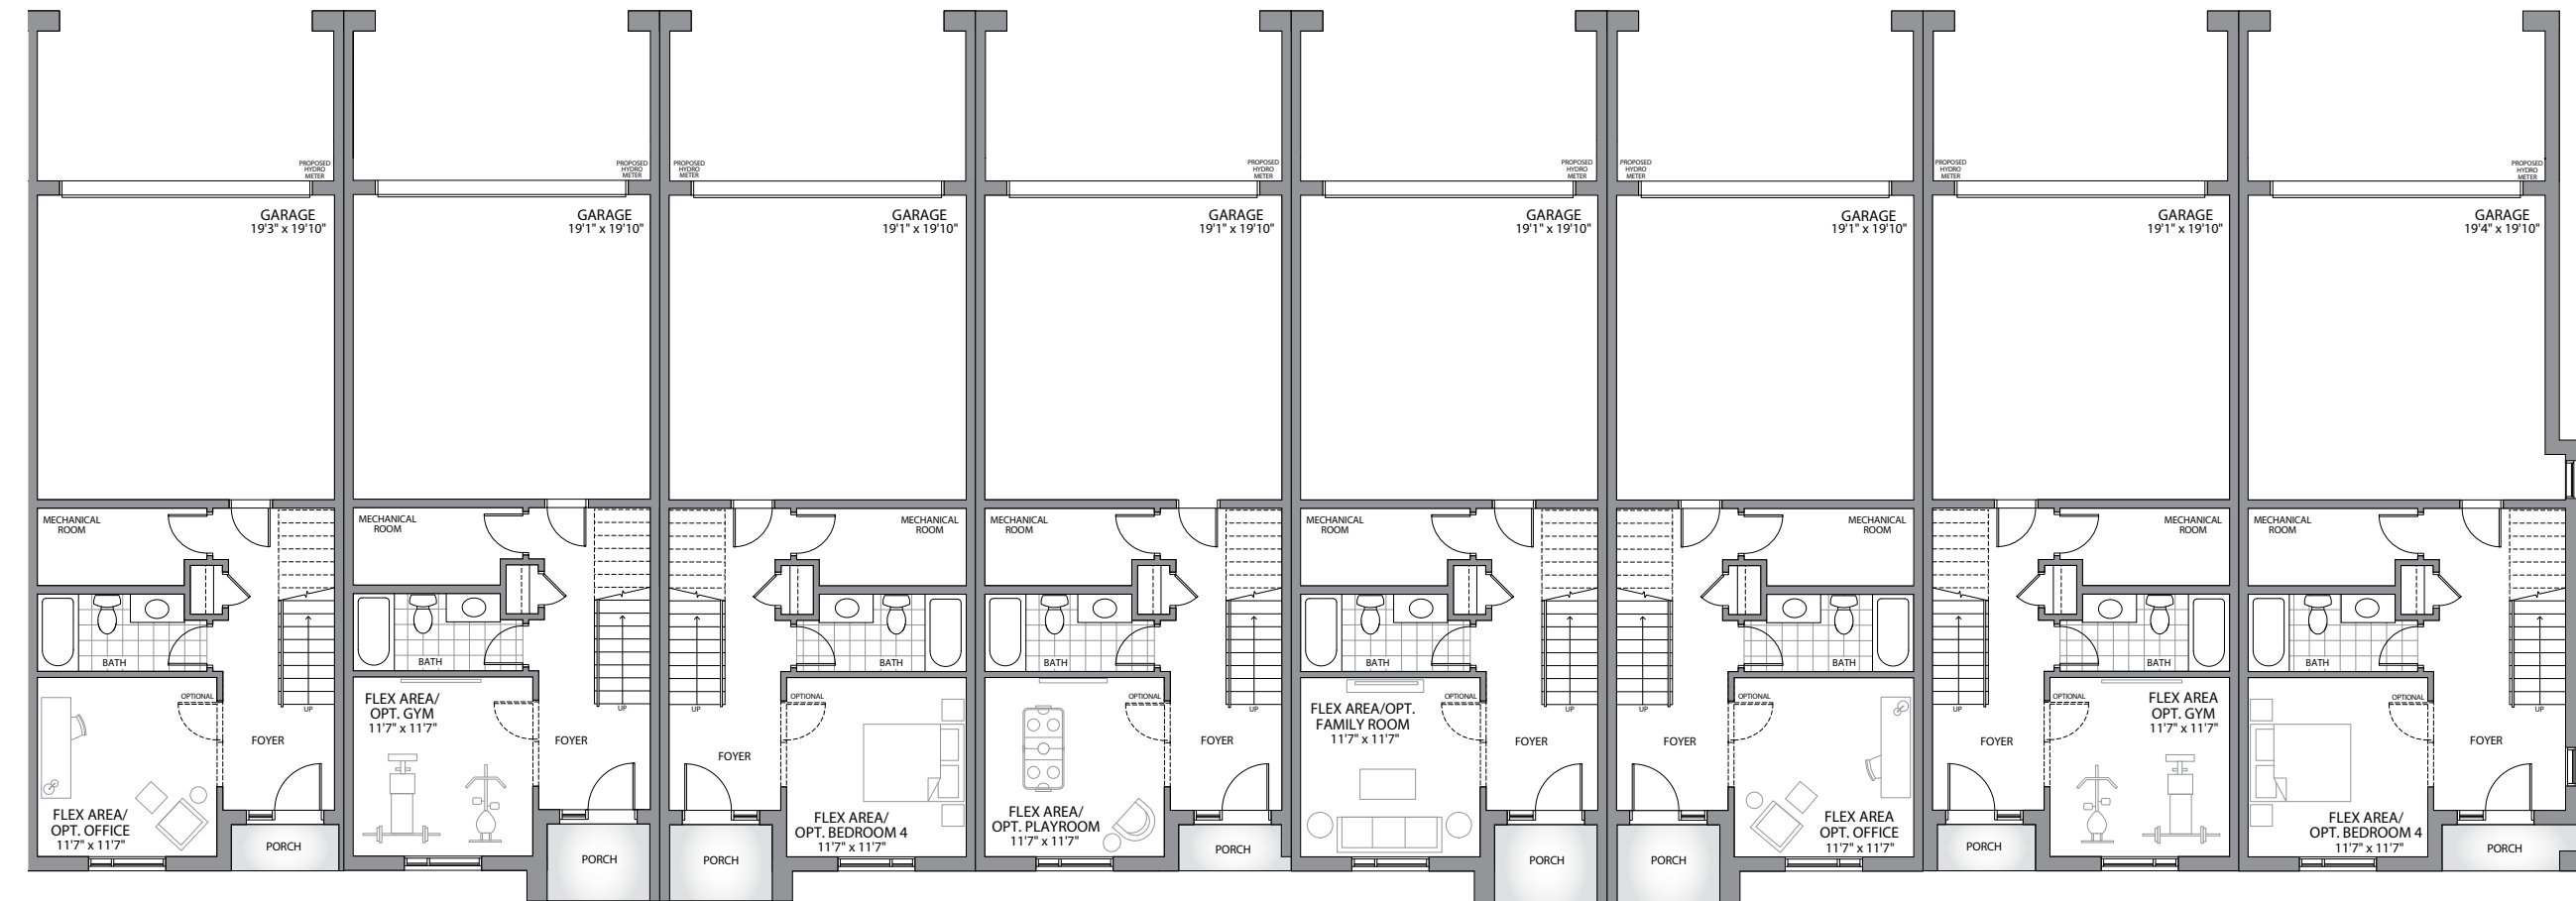 PROPOSED
HYDRO
METER
PROPOSED
HYDRO
METER
PROPOSED
HYDRO
METER
PROPOSED
HYDRO
METER
PROPOSED
HYDRO
METER
PROPOSED
HYDRO
METER
PROPOSED
HYDRO
METER
PROPOSED
HYDRO
METER
GARAGE
19'3" x 19'10"
GARAGE
19'1" x 19'10"
GARAGE
19'1" x 19'10"
GARAGE
19'1" x 19'10"
GARAGE
19'1" x 19'10"
GARAGE
19'1" x 19'10"
GARAGE
19'1" x 19'10"
GARAGE
19'4" x 19'10"
MECHANICAL
ROOM
MECHANICAL
ROOM
MECHANICAL
ROOM
MECHANICAL
ROOM
MECHANICAL
ROOM
MECHANICAL
ROOM
MECHANICAL
ROOM
MECHANICAL
ROOM
BATH
BATH
BATH
BATH
BATH
BATH
BATH
BATH
OPTIONAL
UP
FOYER
FLEX AREA/
OPT. OFFICE
11'7" x 11'7"
PORCH
FLEX AREA/
OPT. GYM
11'7" x 11'7"
UP
FOYER
PORCH
UP
OPTIONAL
FOYER
FLEX AREA/
OPT. BEDROOM 4
11'7" x 11'7"
PORCH
OPTIONAL
UP
FOYER
FLEX AREA/
OPT. PLAYROOM
11'7" x 11'7"
PORCH
OPTIONAL
FLEX AREA/OPT.
FAMILY ROOM
11'7" x 11'7"
UP
FOYER
PORCH
UP
OPTIONAL
FOYER
FLEX AREA
OPT. OFFICE
11'7" x 11'7"
PORCH
UP
OPTIONAL
FLEX AREA
OPT. GYM
11'7" x 11'7"
FOYER
PORCH
OPTIONAL
UP
FOYER
FLEX AREA/
OPT. BEDROOM 4
11'7" x 11'7"
PORCH